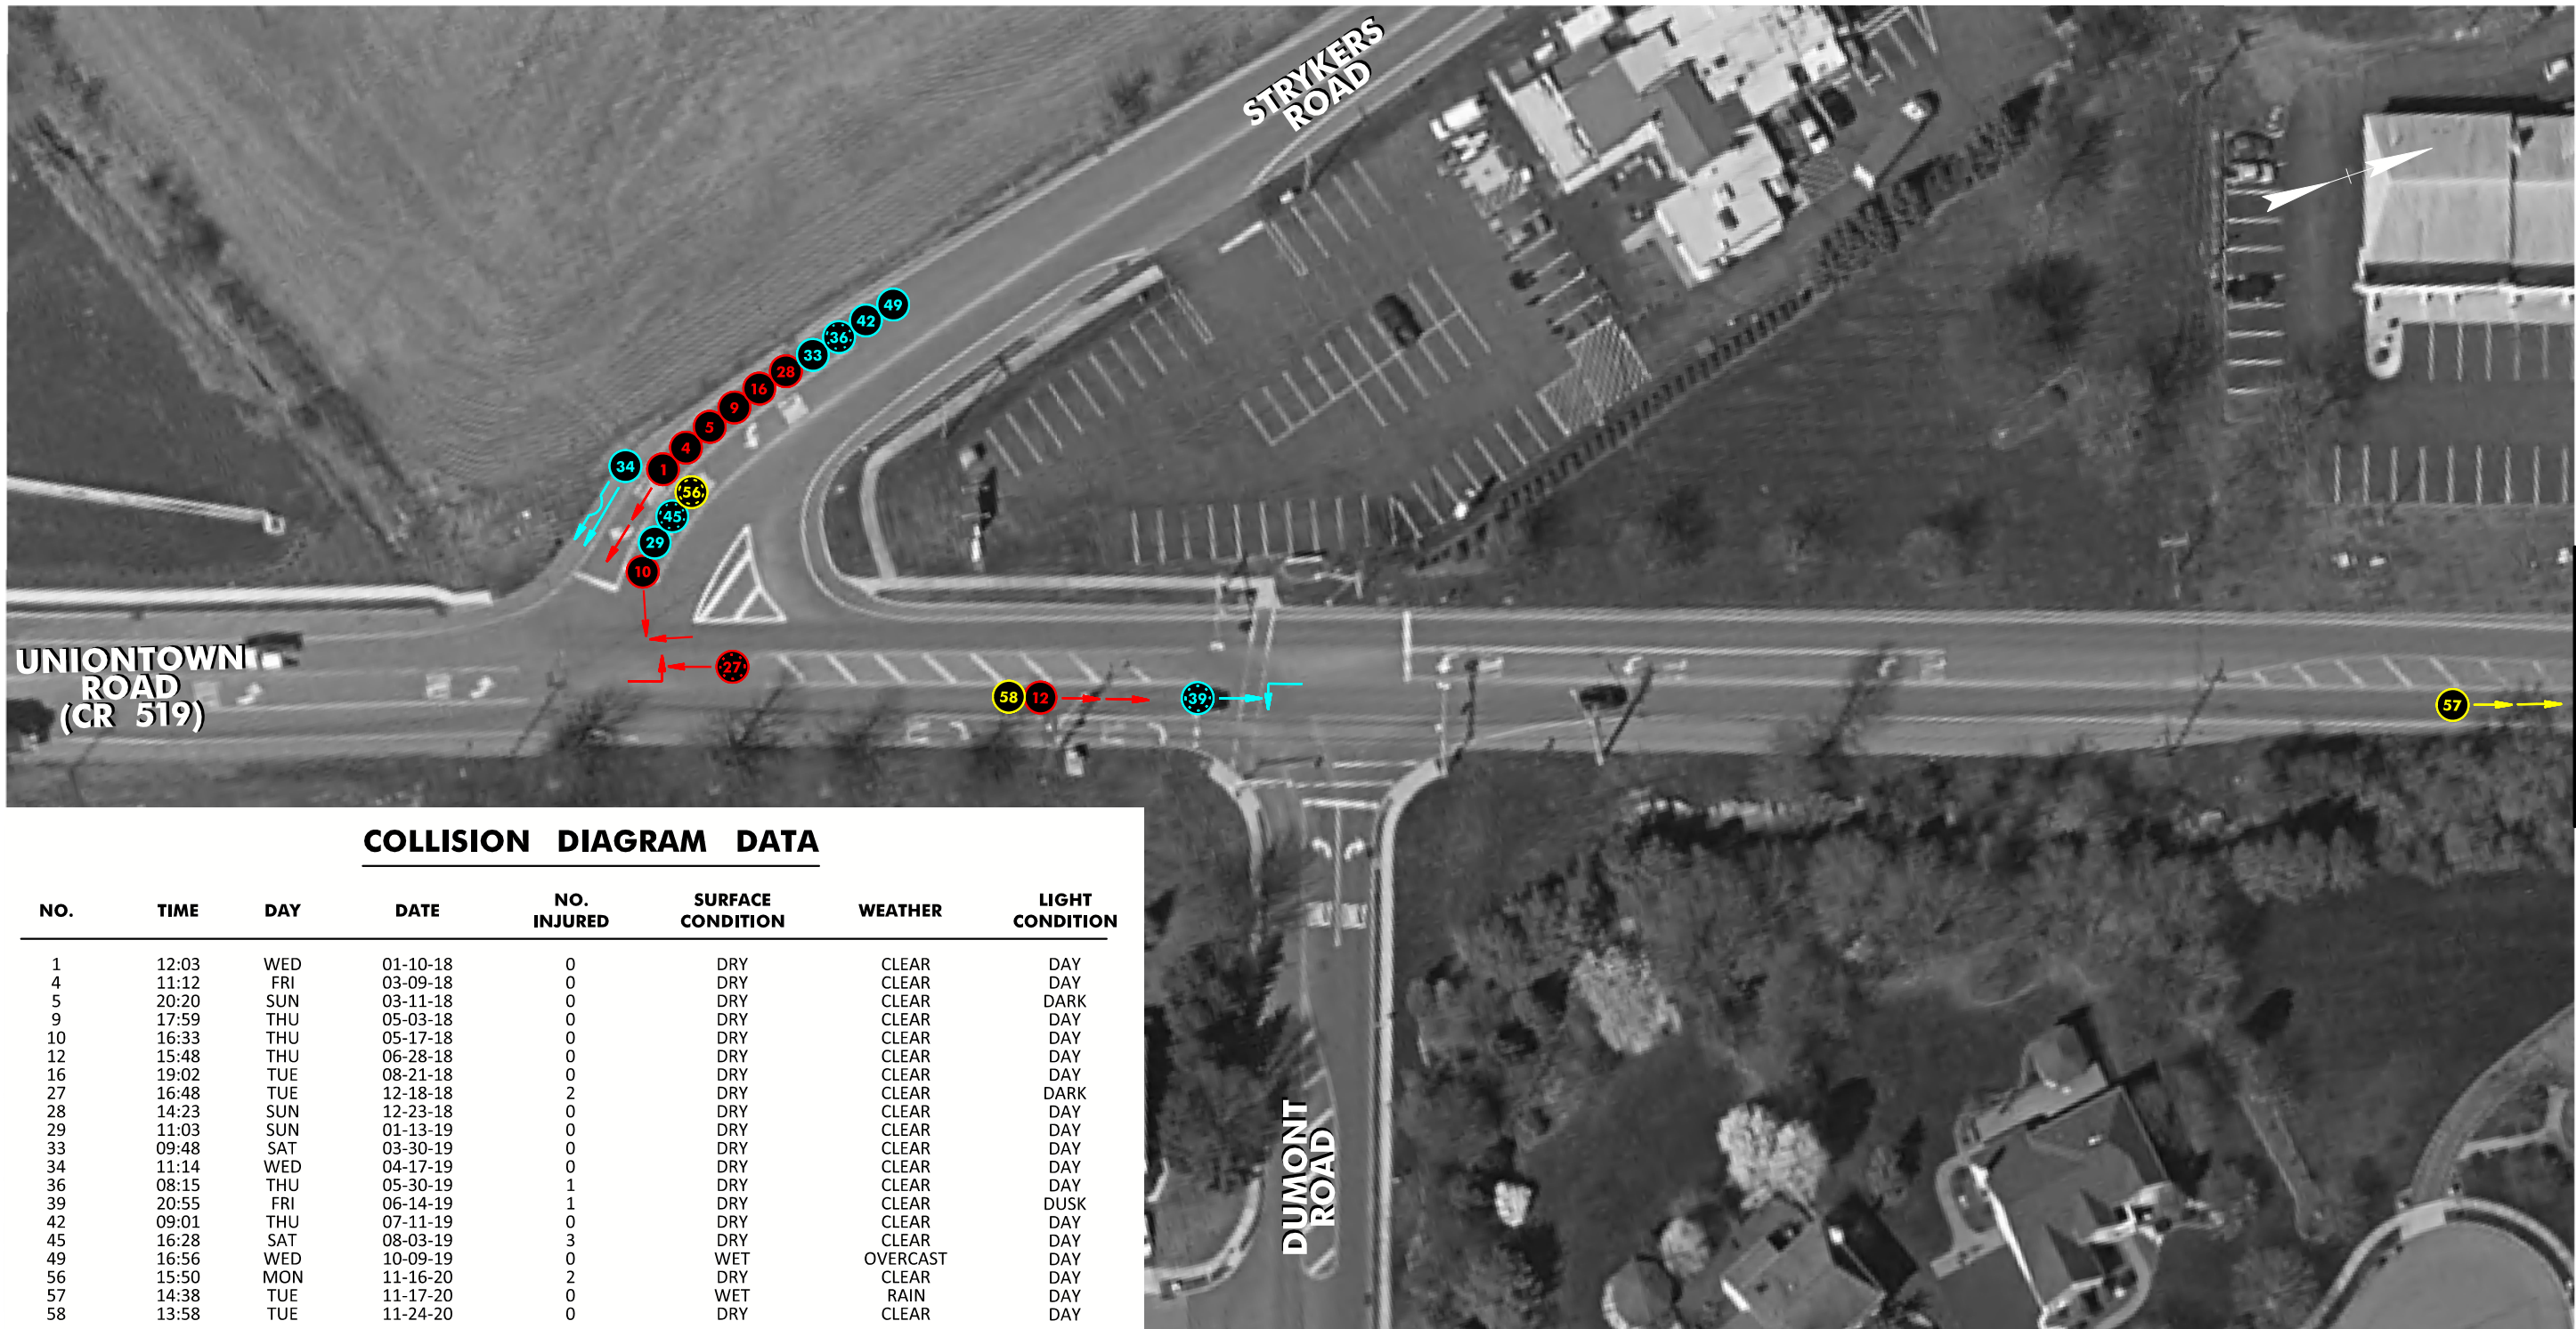 STRYKERS
ROAD
49
42
36
33
28
16
9
5
4
34
1
56
45
29
10
UNIONTOWN
ROAD
(CR 519)
27
58
12
39
57
DUMONT
ROAD
COLLISION DIAGRAM DATA
NO. TIME DAY DATE NO. INJURED SURFACE CONDITION WEATHER LIGHT CONDITION
1 12:03 WED 01-10-18 0 DRY CLEAR DAY
4 11:12 FRI 03-09-18 0 DRY CLEAR DAY
5 20:20 SUN 03-11-18 0 DRY CLEAR DARK
9 17:59 THU 05-03-18 0 DRY CLEAR DAY
10 16:33 THU 05-17-18 0 DRY CLEAR DAY
12 15:48 THU 06-28-18 0 DRY CLEAR DAY
16 19:02 TUE 08-21-18 0 DRY CLEAR DAY
27 16:48 TUE 12-18-18 2 DRY CLEAR DARK
28 14:23 SUN 12-23-18 0 DRY CLEAR DAY
29 11:03 SUN 01-13-19 0 DRY CLEAR DAY
33 09:48 SAT 03-30-19 0 DRY CLEAR DAY
34 11:14 WED 04-17-19 0 DRY CLEAR DAY
36 08:15 THU 05-30-19 1 DRY CLEAR DAY
39 20:55 FRI 06-14-19 1 DRY CLEAR DUSK
42 09:01 THU 07-11-19 0 DRY CLEAR DAY
45 16:28 SAT 08-03-19 3 DRY CLEAR DAY
49 16:56 WED 10-09-19 0 WET OVERCAST DAY
56 15:50 MON 11-16-20 2 DRY CLEAR DAY
57 14:38 TUE 11-17-20 0 WET RAIN DAY
58 13:58 TUE 11-24-20 0 DRY CLEAR DAY